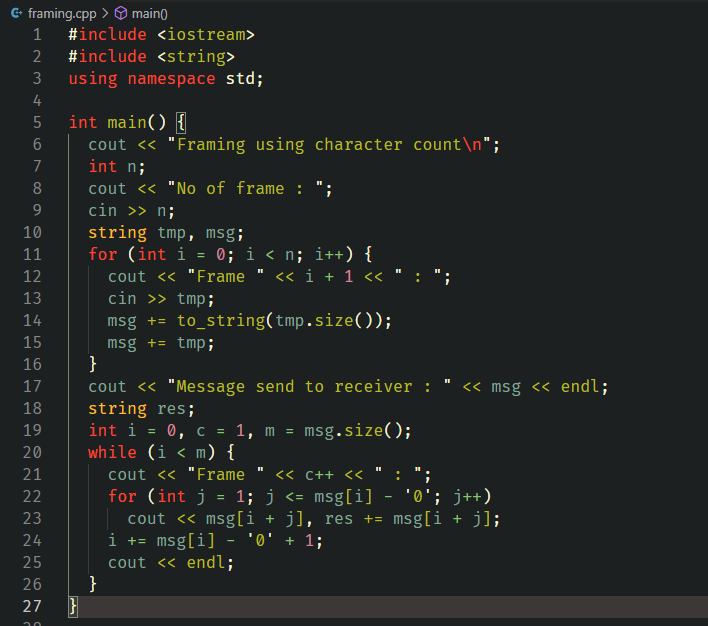 framing.cpp > main()
1 #include <iostream>
2 #include <string>
3 using namespace std;
4
5 int main() {
6   cout << "Framing using character count\n";
7   int n;
8   cout << "No of frame : ";
9   cin >> n;
10   string tmp, msg;
11   for (int i = 0; i < n; i++) {
12     cout << "Frame " << i + 1 << " : ";
13     cin >> tmp;
14     msg += to_string(tmp.size());
15     msg += tmp;
16   }
17   cout << "Message send to receiver : " << msg << endl;
18   string res;
19   int i = 0, c = 1, m = msg.size();
20   while (i < m) {
21     cout << "Frame " << c++ << " : ";
22     for (int j = 1; j <= msg[i] - '0'; j++)
23       cout << msg[i + j], res += msg[i + j];
24     i += msg[i] - '0' + 1;
25     cout << endl;
26   }
27 }